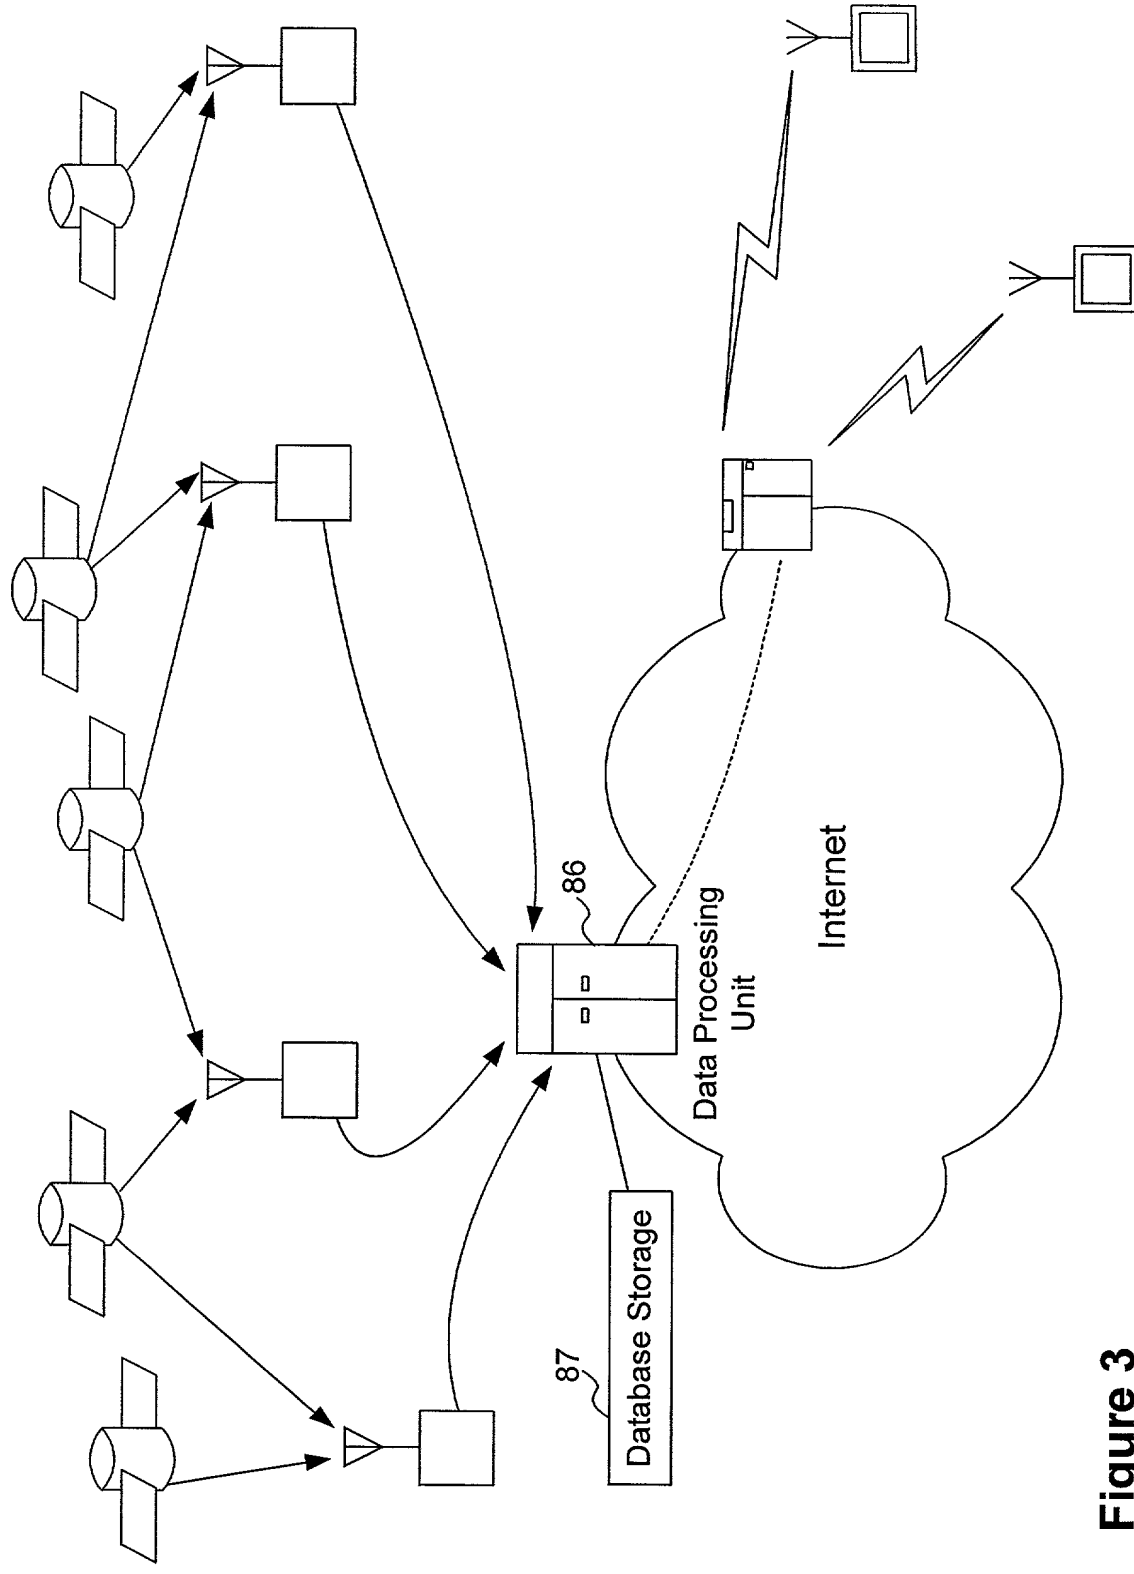 86
Data Processing
Unit
87
Database Storage
Internet
Figure 3